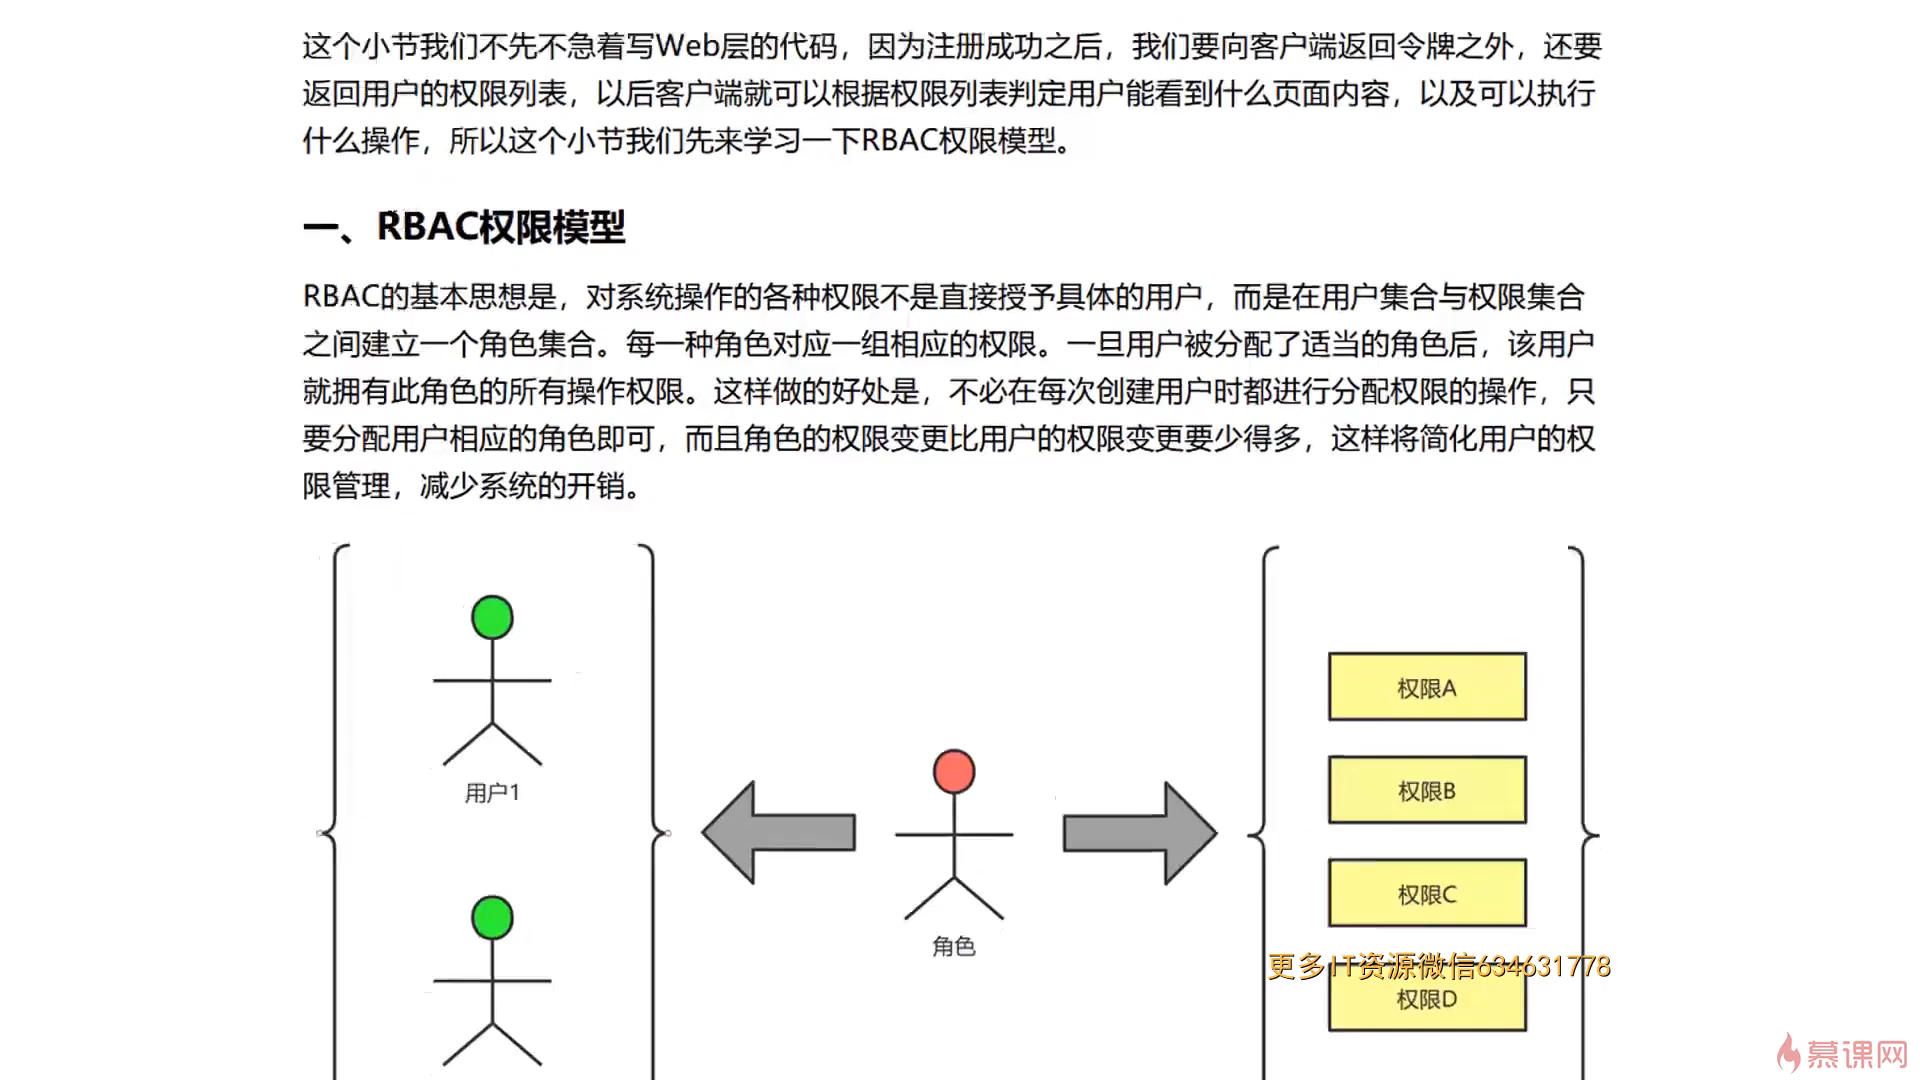 这个小节我们不先不急着写Web层的代码，因为注册成功之后，我们要向客户端返回令牌之外，还要
返回用户的权限列表，以后客户端就可以根据权限列表判定用户能看到什么页面内容，以及可以执行
什么操作，所以这个小节我们先来学习一下RBAC权限模型。
一、RBAC权限模型
RBAC的基本思想是，对系统操作的各种权限不是直接授予具体的用户，而是在用户集合与权限集合
之间建立一个角色集合。每一种角色对应一组相应的权限。一旦用户被分配了适当的角色后，该用户
就拥有此角色的所有操作权限。这样做的好处是，不必在每次创建用户时都进行分配权限的操作，只
要分配用户相应的角色即可，而且角色的权限变更比用户的权限变更要少得多，这样将简化用户的权
限管理，减少系统的开销。
用户1
角色
权限A
权限B
权限C
更多IT资源微信634631778
权限D
慕课网